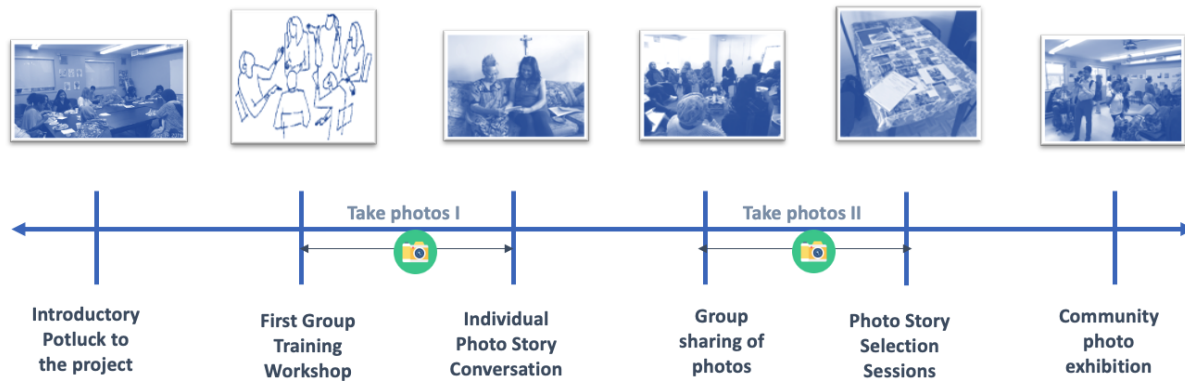 Take photos I
Take photos II
Introductory
Potluck to
the project
First Group
Training
Workshop
Individual
Photo Story
Conversation
Group
sharing of
photos
Photo Story
Selection
Sessions
Community
photo
exhibition